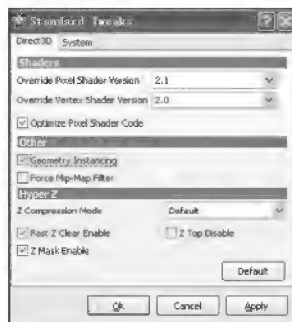 Standard Tweaks
Direct3D System
Shaders
Override Pixel Shader Version 2.1
Override Vertex Shader Version 2.0
Optimize Pixel Shader Code
Other
Geometry Instancing
Force Mip-Map Filter
Hyper Z
Z Compression Mode Default
Fast Z Clear Enable Z Top Disable
Z Mask Enable
Default
Ok Cancel Apply